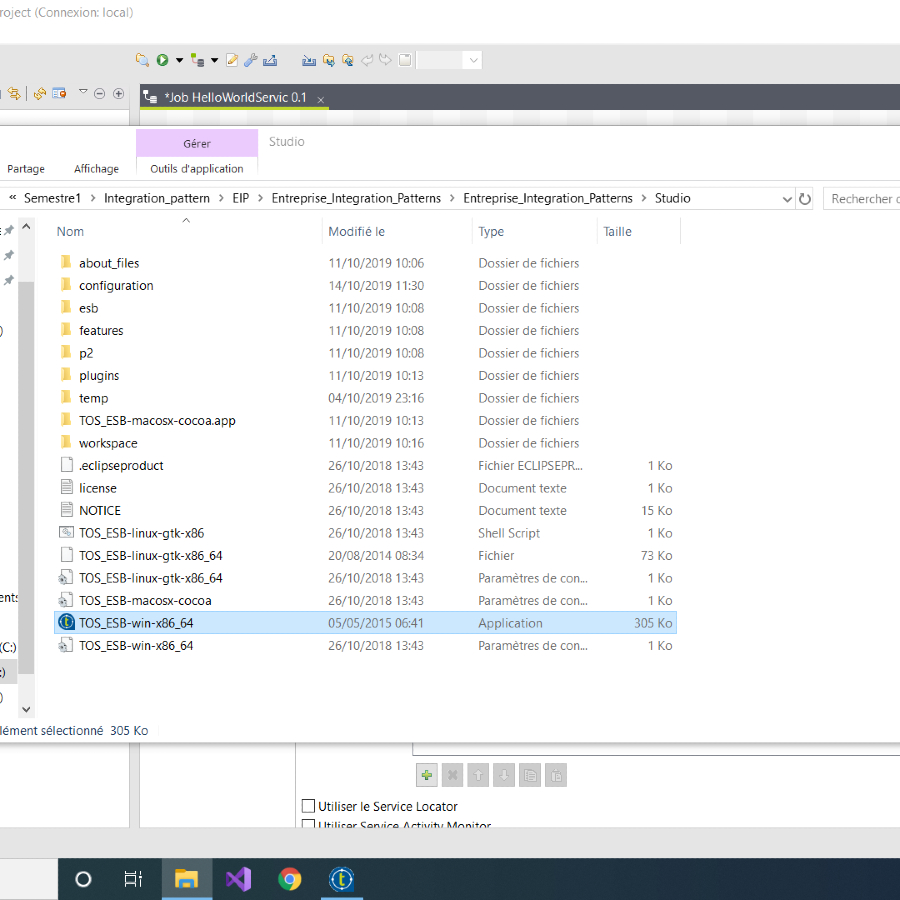 roject (Connexion: local)
*Job HelloWorldServic 0.1
Gérer Studio
Partage Affichage Outils d'application
« Semestre1 > Integration_pattern > EIP > Entreprise_Integration_Patterns > Entreprise_Integration_Patterns > Studio Rechercher
Nom Modifié le Type Taille
about_files 11/10/2019 10:06 Dossier de fichiers
configuration 14/10/2019 11:30 Dossier de fichiers
esb 11/10/2019 10:08 Dossier de fichiers
features 11/10/2019 10:08 Dossier de fichiers
p2 11/10/2019 10:08 Dossier de fichiers
plugins 11/10/2019 10:13 Dossier de fichiers
temp 04/10/2019 23:16 Dossier de fichiers
TOS_ESB-macosx-cocoa.app 11/10/2019 10:13 Dossier de fichiers
workspace 11/10/2019 10:16 Dossier de fichiers
.eclipseproduct 26/10/2018 13:43 Fichier ECLIPSEPR... 1 Ko
license 26/10/2018 13:43 Document texte 1 Ko
NOTICE 26/10/2018 13:43 Document texte 15 Ko
TOS_ESB-linux-gtk-x86 26/10/2018 13:43 Shell Script 1 Ko
TOS_ESB-linux-gtk-x86_64 20/08/2014 08:34 Fichier 73 Ko
TOS_ESB-linux-gtk-x86_64 26/10/2018 13:43 Paramètres de con... 1 Ko
ents TOS_ESB-macosx-cocoa 26/10/2018 13:43 Paramètres de con... 1 Ko
TOS_ESB-win-x86_64 05/05/2015 06:41 Application 305 Ko
(C:) TOS_ESB-win-x86_64 26/10/2018 13:43 Paramètres de con... 1 Ko
:)
lément sélectionné 305 Ko
Utiliser le Service Locator
Utiliser Service Activity Monitor